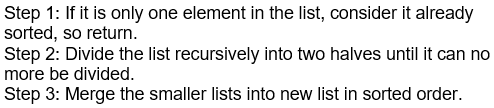 Step 1: If it is only one element in the list, consider it already
sorted, so return.
Step 2: Divide the list recursively into two halves until it can no
more be divided.
Step 3: Merge the smaller lists into new list in sorted order.